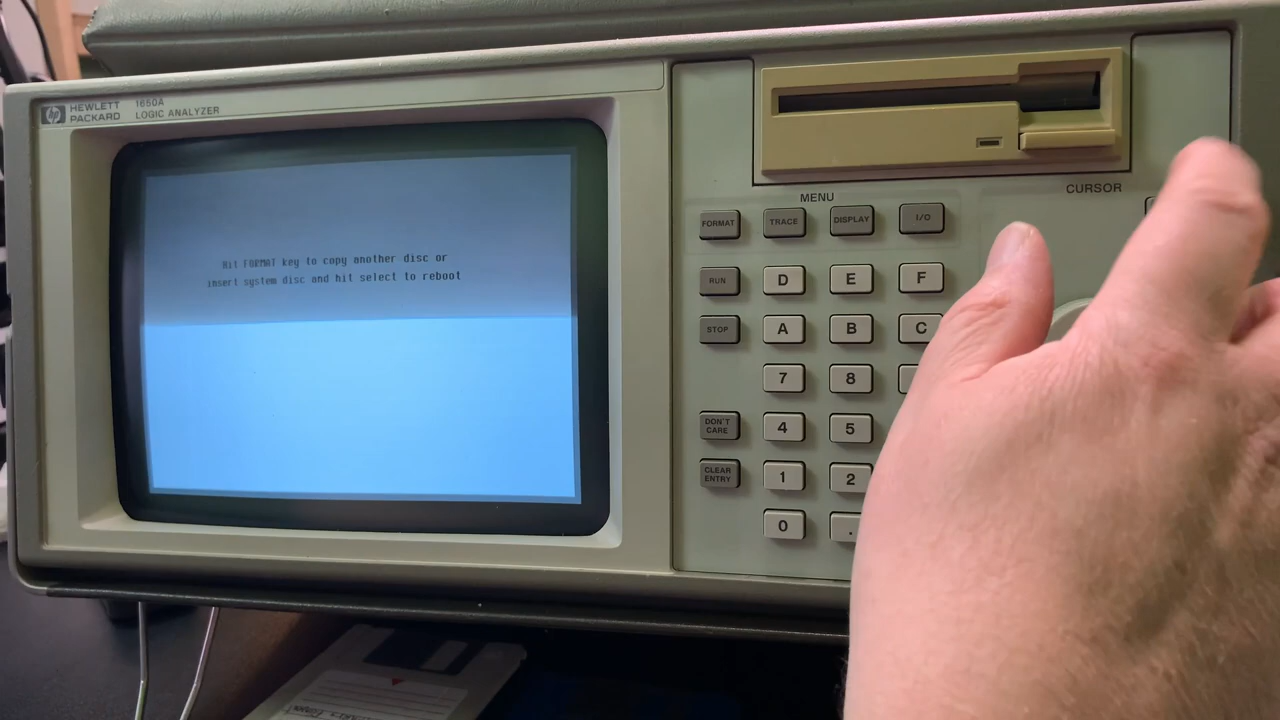 hp HEWLETT PACKARD
1650A
LOGIC ANALYZER
Hit FORMAT key to copy another disc or
insert system disc and hit select to reboot
MENU
CURSOR
FORMAT TRACE DISPLAY I/O
RUN D E F
STOP A B C
7 8
DON'T CARE 4 5
CLEAR ENTRY 1 2
0 .